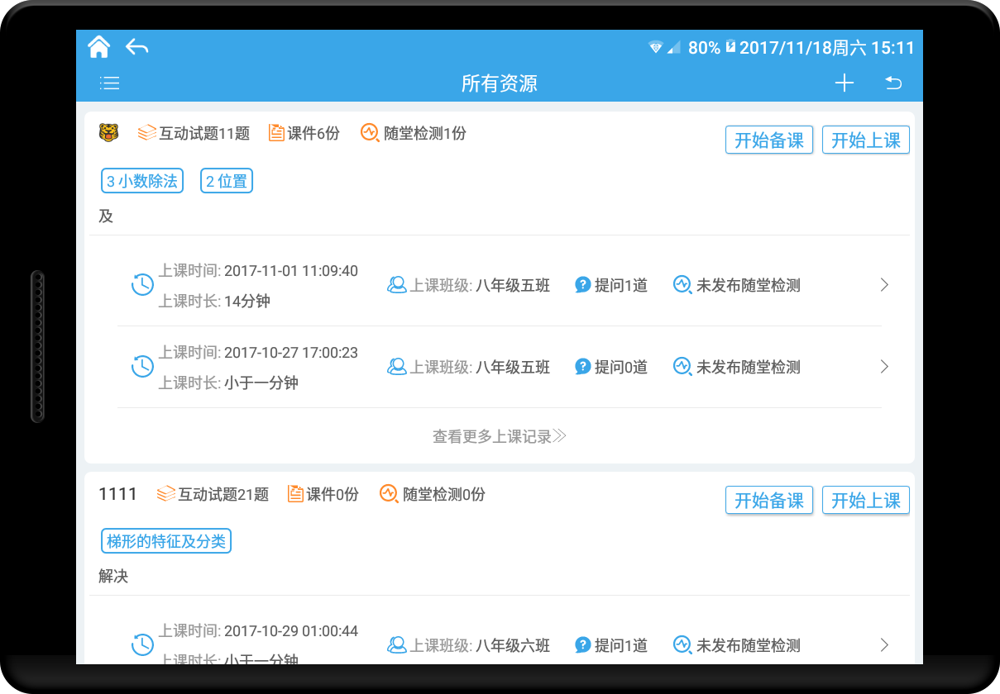 80% 2017/11/18周六 15:11
所有资源
互动试题11题 课件6份 随堂检测1份 开始备课 开始上课
3 小数除法 2 位置
及
上课时间: 2017-11-01 11:09:40
上课时长: 14分钟
上课班级: 八年级五班 提问1道 未发布随堂检测
上课时间: 2017-10-27 17:00:23
上课时长: 小于一分钟
上课班级: 八年级五班 提问0道 未发布随堂检测
查看更多上课记录
1111 互动试题21题 课件0份 随堂检测0份 开始备课 开始上课
梯形的特征及分类
解决
上课时间: 2017-10-29 01:00:44
上课时长: 小于一分钟
上课班级: 八年级六班 提问1道 未发布随堂检测